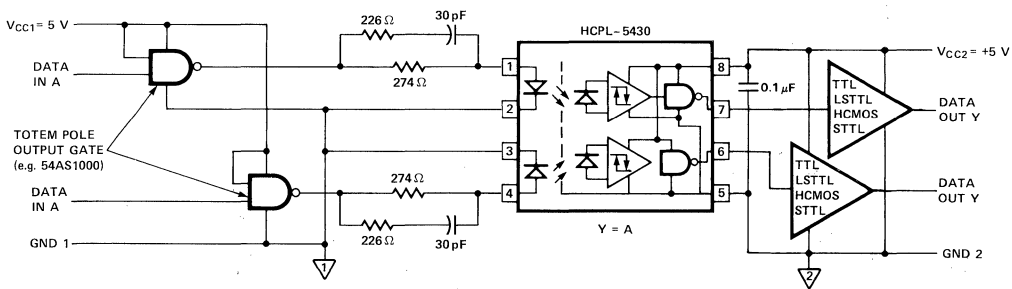 V_CC1 = 5 V
DATA
IN A
TOTEM POLE
OUTPUT GATE
(e.g. 54AS1000)
DATA
IN A
GND 1
226 Ω
30 pF
274 Ω
274 Ω
226 Ω
30 pF
1
HCPL-5430
1
2
3
4
8
7
6
5
Y = A
0.1 μF
V_CC2 = +5 V
TTL
LSTTL
HCMOS
STTL
DATA
OUT Y
TTL
LSTTL
HCMOS
STTL
DATA
OUT Y
GND 2
2